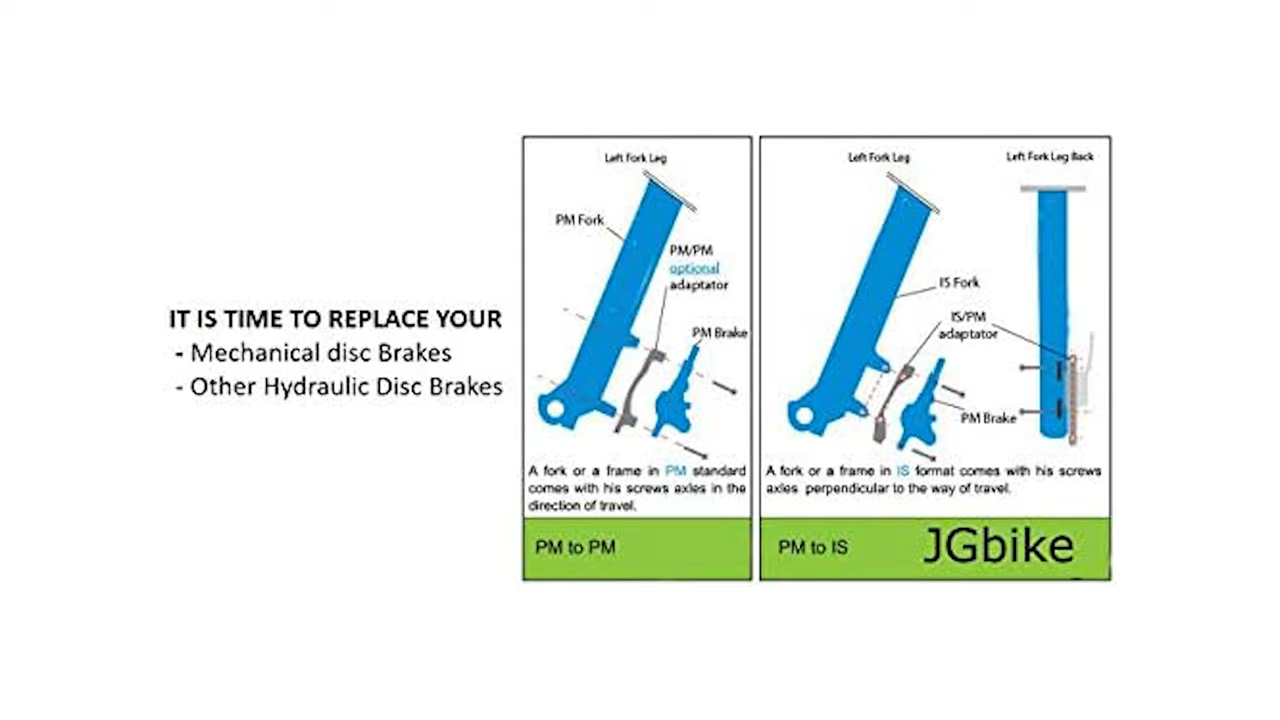 IT IS TIME TO REPLACE YOUR
- Mechanical disc Brakes
- Other Hydraulic Disc Brakes
Left Fork Leg
PM Fork
PM/PM
optional
adaptator
PM Brake
A fork or a frame in PM standard
comes with his screws axles in the
direction of travel.
PM to PM
Left Fork Leg
Left Fork Leg Back
IS Fork
IS/PM
adaptator
PM Brake
A fork or a frame in IS format comes with his screws
axles perpendicular to the way of travel.
PM to IS
JGbike